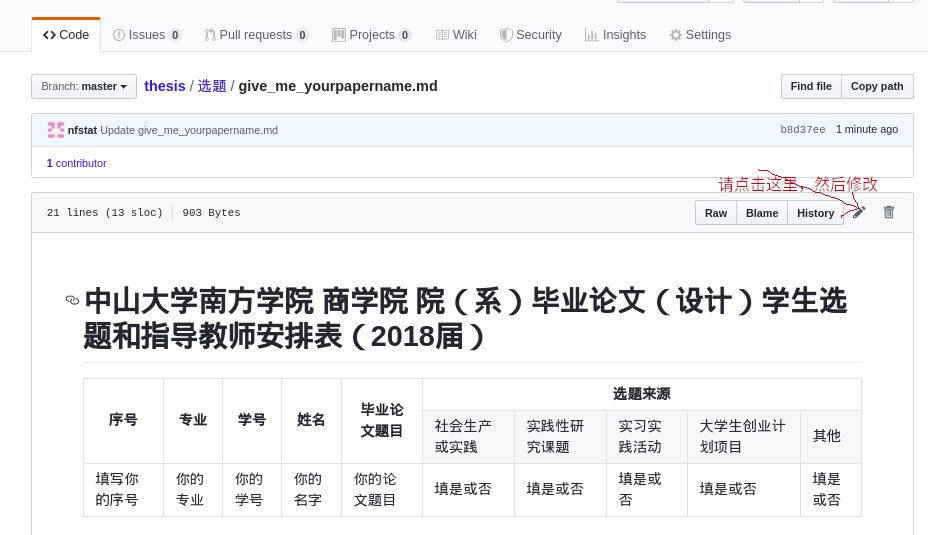 Code Issues 0 Pull requests 0 Projects 0 Wiki Security Insights Settings
Branch: master thesis / 选题 / give_me_yourpapername.md Find file Copy path
nfstat Update give_me_yourpapername.md b8d37ee 1 minute ago
1 contributor
请点击这里，然后修改
21 lines (13 sloc) 903 Bytes Raw Blame History
中山大学南方学院 商学院 院（系）毕业论文（设计）学生选
题和指导教师安排表（2018届）
序号 专业 学号 姓名 毕业论
文题目
选题来源
社会生产
或实践
实践性研
究课题
实习实
践活动
大学生创业计
划项目
其他
填写你
的序号
你的
专业
你的
学号
你的
名字
你的论
文题目
填是或否
填是或否
填是或
否
填是或否
填是
或否